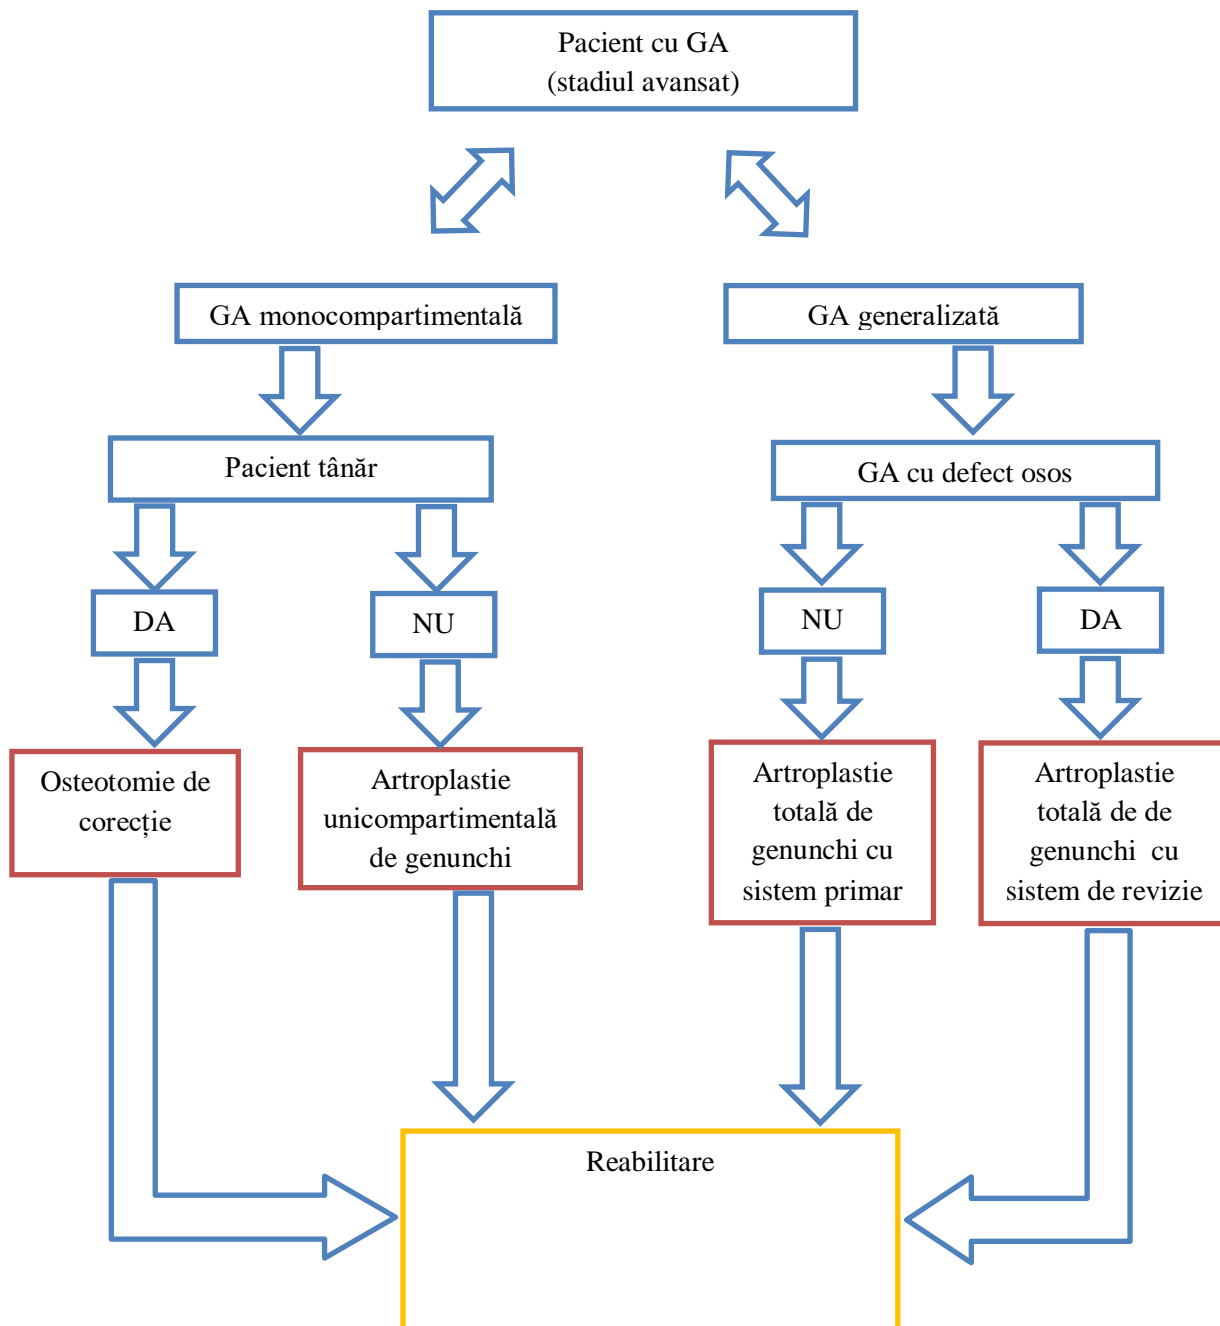 Pacient cu GA
(stadiul avansat)
GA monocompartimentală
GA generalizată
Pacient tânăr
GA cu defect osos
DA
NU
NU
DA
Osteotomie de
corecție
Artroplastie
unicompartimentală
de genunchi
Artroplastie
totală de
genunchi cu
sistem primar
Artroplastie
totală de de
genunchi cu
sistem de revizie
Reabilitare